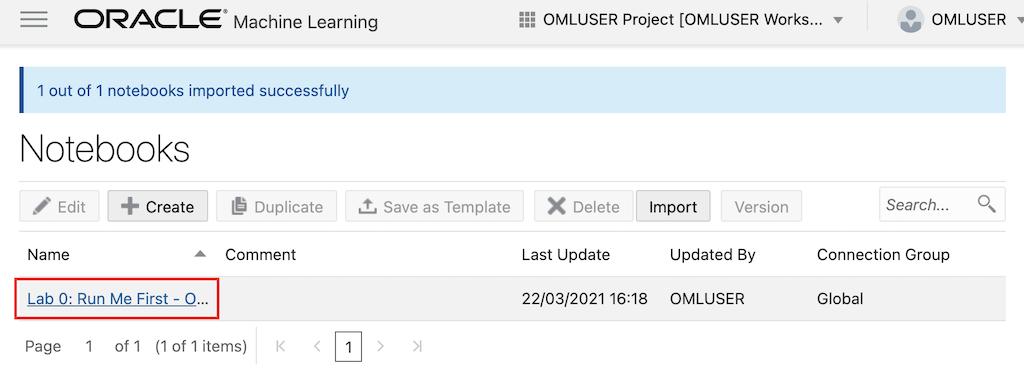 ORACLE® Machine Learning OMLUSER Project [OMLUSER Works... OMLUSER
1 out of 1 notebooks imported successfully
Notebooks
Edit Create Duplicate Save as Template Delete Import Version Search...
Name Comment Last Update Updated By Connection Group
Lab 0: Run Me First - O... 22/03/2021 16:18 OMLUSER Global
Page 1 of 1 (1 of 1 items) 1